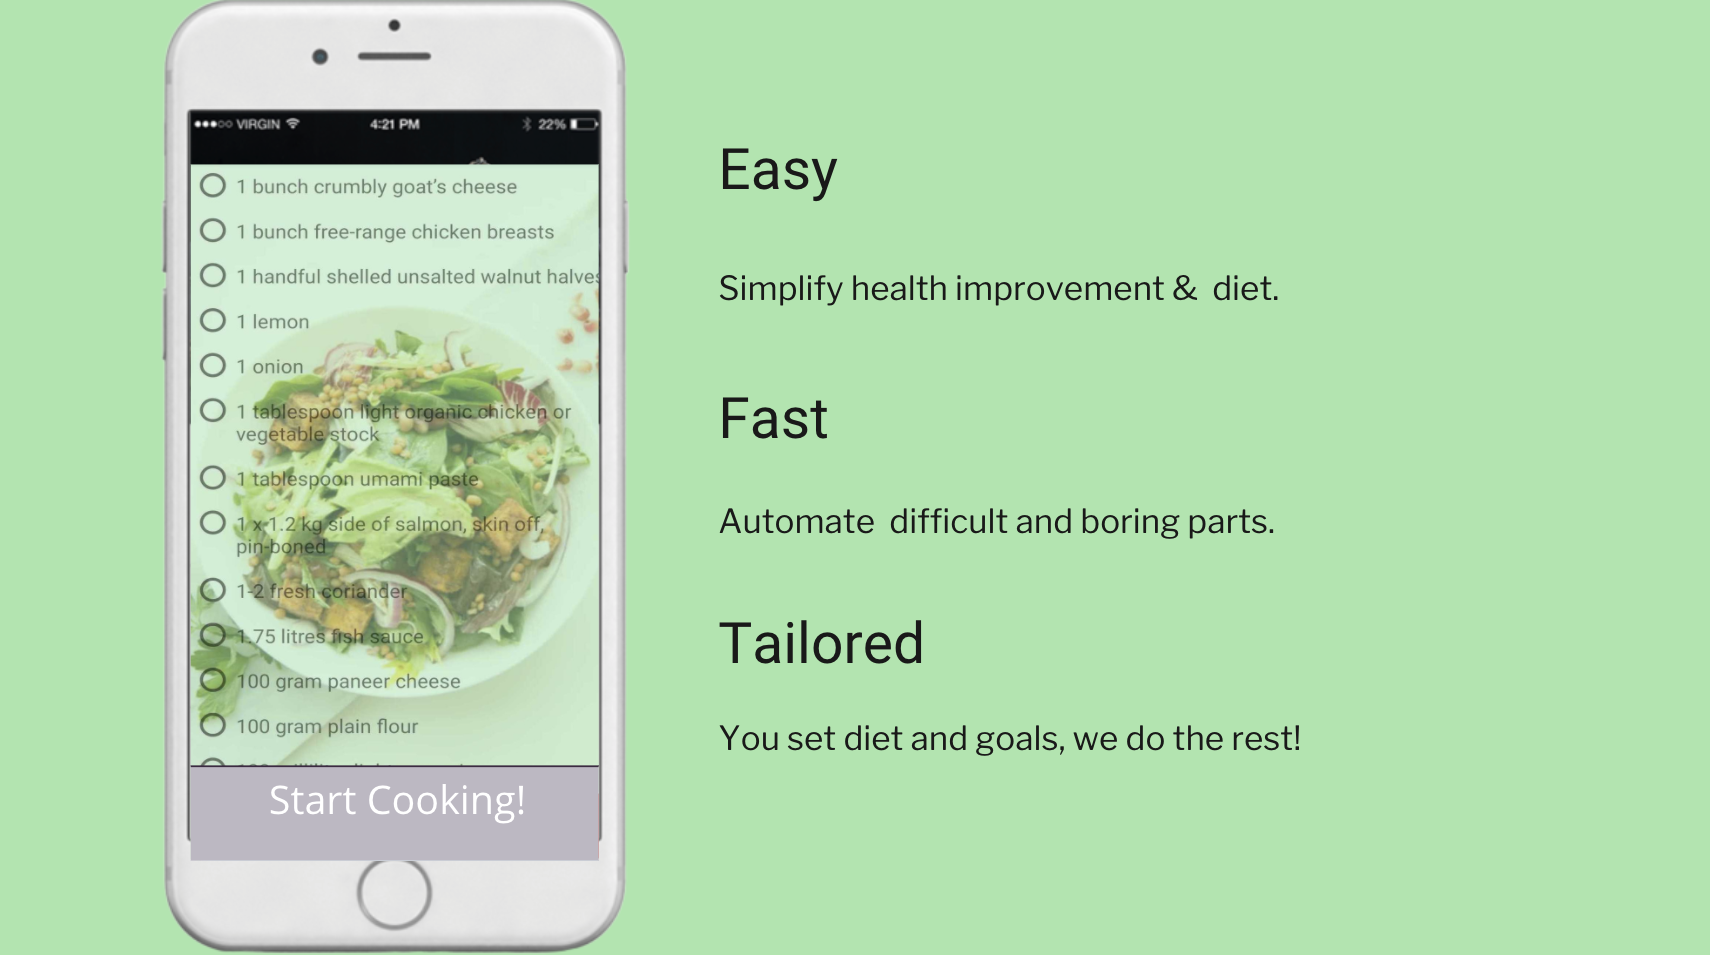 VIRGIN
4:21 PM
22%
1 bunch crumbly goat's cheese
1 bunch free-range chicken breasts
1 handful shelled unsalted walnut halves
1 lemon
1 onion
1 tablespoon light organic chicken or
vegetable stock
1 tablespoon umami paste
1 x 1.2 kg side of salmon, skin off,
pin-boned
1-2 fresh coriander
1.75 litres fish sauce
100 gram paneer cheese
100 gram plain flour
Start Cooking!
Easy
Simplify health improvement & diet.
Fast
Automate difficult and boring parts.
Tailored
You set diet and goals, we do the rest!